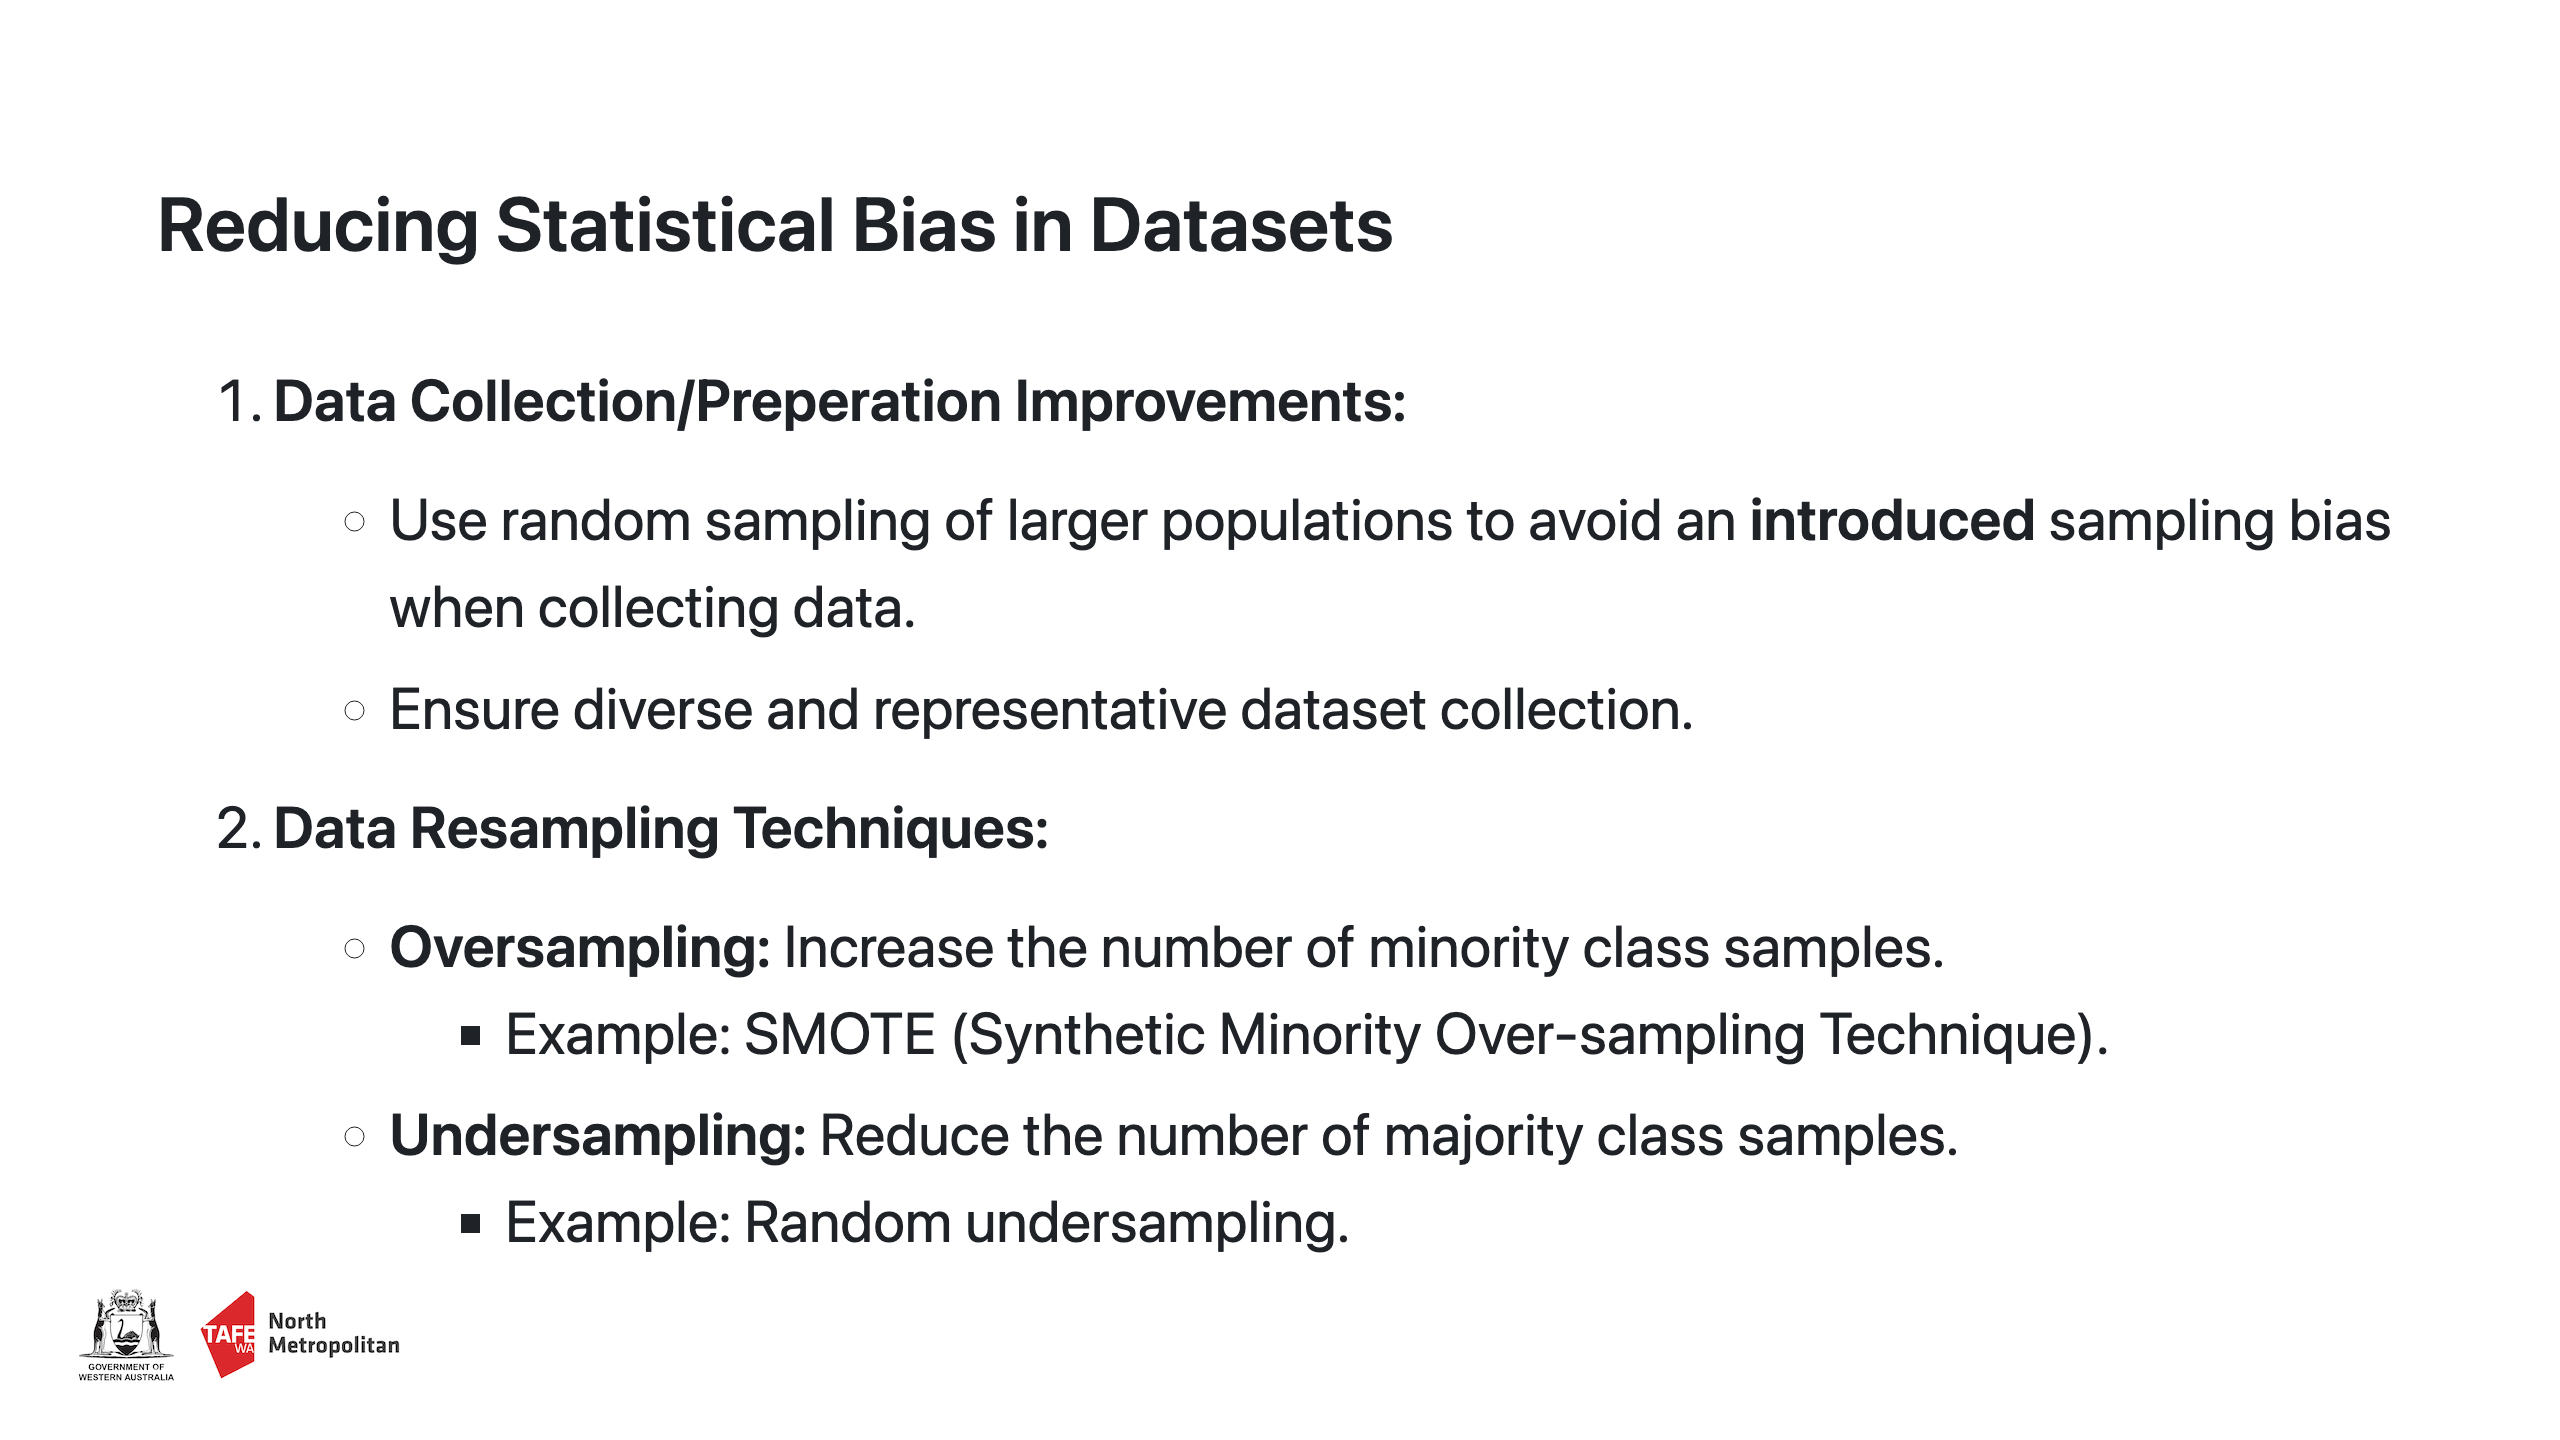 Reducing Statistical Bias in Datasets
1. Data Collection/Preperation Improvements:
○ Use random sampling of larger populations to avoid an introduced sampling bias
when collecting data.
○ Ensure diverse and representative dataset collection.
2. Data Resampling Techniques:
○ Oversampling: Increase the number of minority class samples.
■ Example: SMOTE (Synthetic Minority Over-sampling Technique).
○ Undersampling: Reduce the number of majority class samples.
■ Example: Random undersampling.
GOVERNMENT OF
WESTERN AUSTRALIA
TAFE
WA
North
Metropolitan